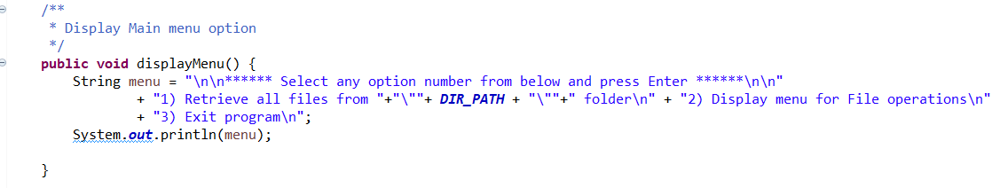 /**
 * Display Main menu option
 */
public void displayMenu() {
    String menu = "\n\n****** Select any option number from below and press Enter ******\n\n"
            + "1) Retrieve all files from "+"\""+ DIR_PATH + "\""+" folder\n" + "2) Display menu for File operations\n"
            + "3) Exit program\n";
    System.out.println(menu);
}